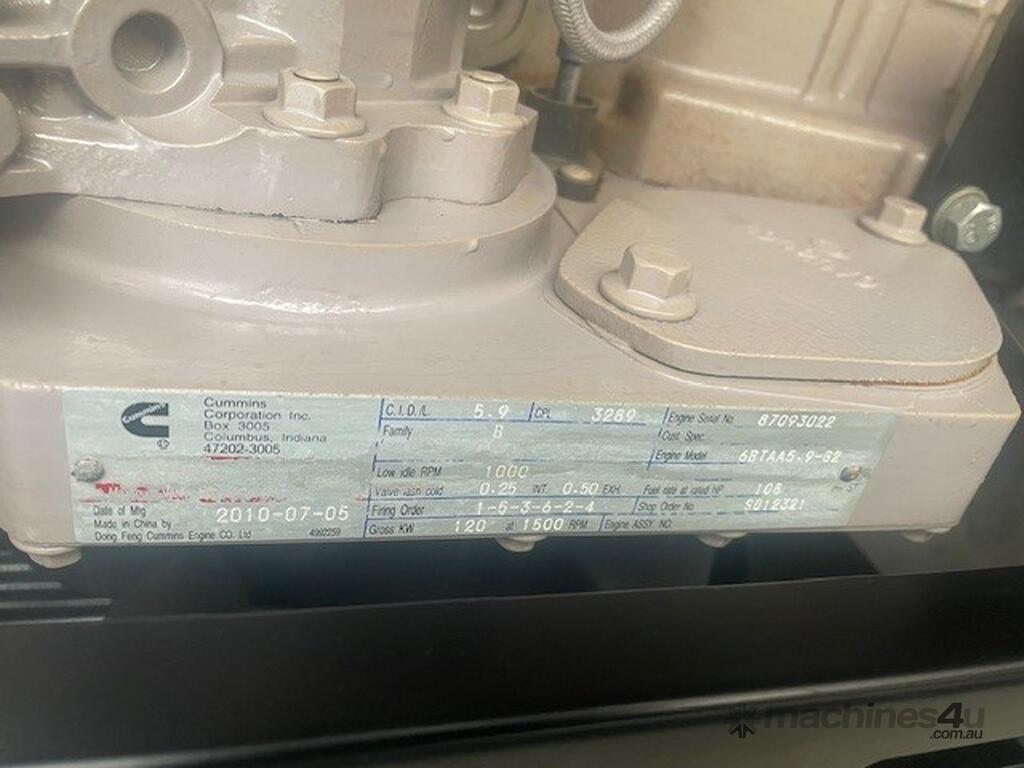 Cummins
Cummins
Corporation Inc.
Box 3005
Columbus, Indiana
47202-3005
Date of Mfg 2010-07-05
Made in China by
Dong Feng Cummins Engine CO. Ltd 4992259
C.I.D./L 5.9 CPL 3289 Engine Serial No 87093022
Family B Cust Spec
Engine Model 6BTAA5.9-G2
Low idle RPM 1000
Valve lash cold 0.25 INT. 0.50 EXH. Fuel rate at rated HP 108
Firing Order 1-5-3-6-2-4 Shop Order No S012321
Gross KW 120 at 1500 RPM Engine ASSY NO.
machines4u
.com.au